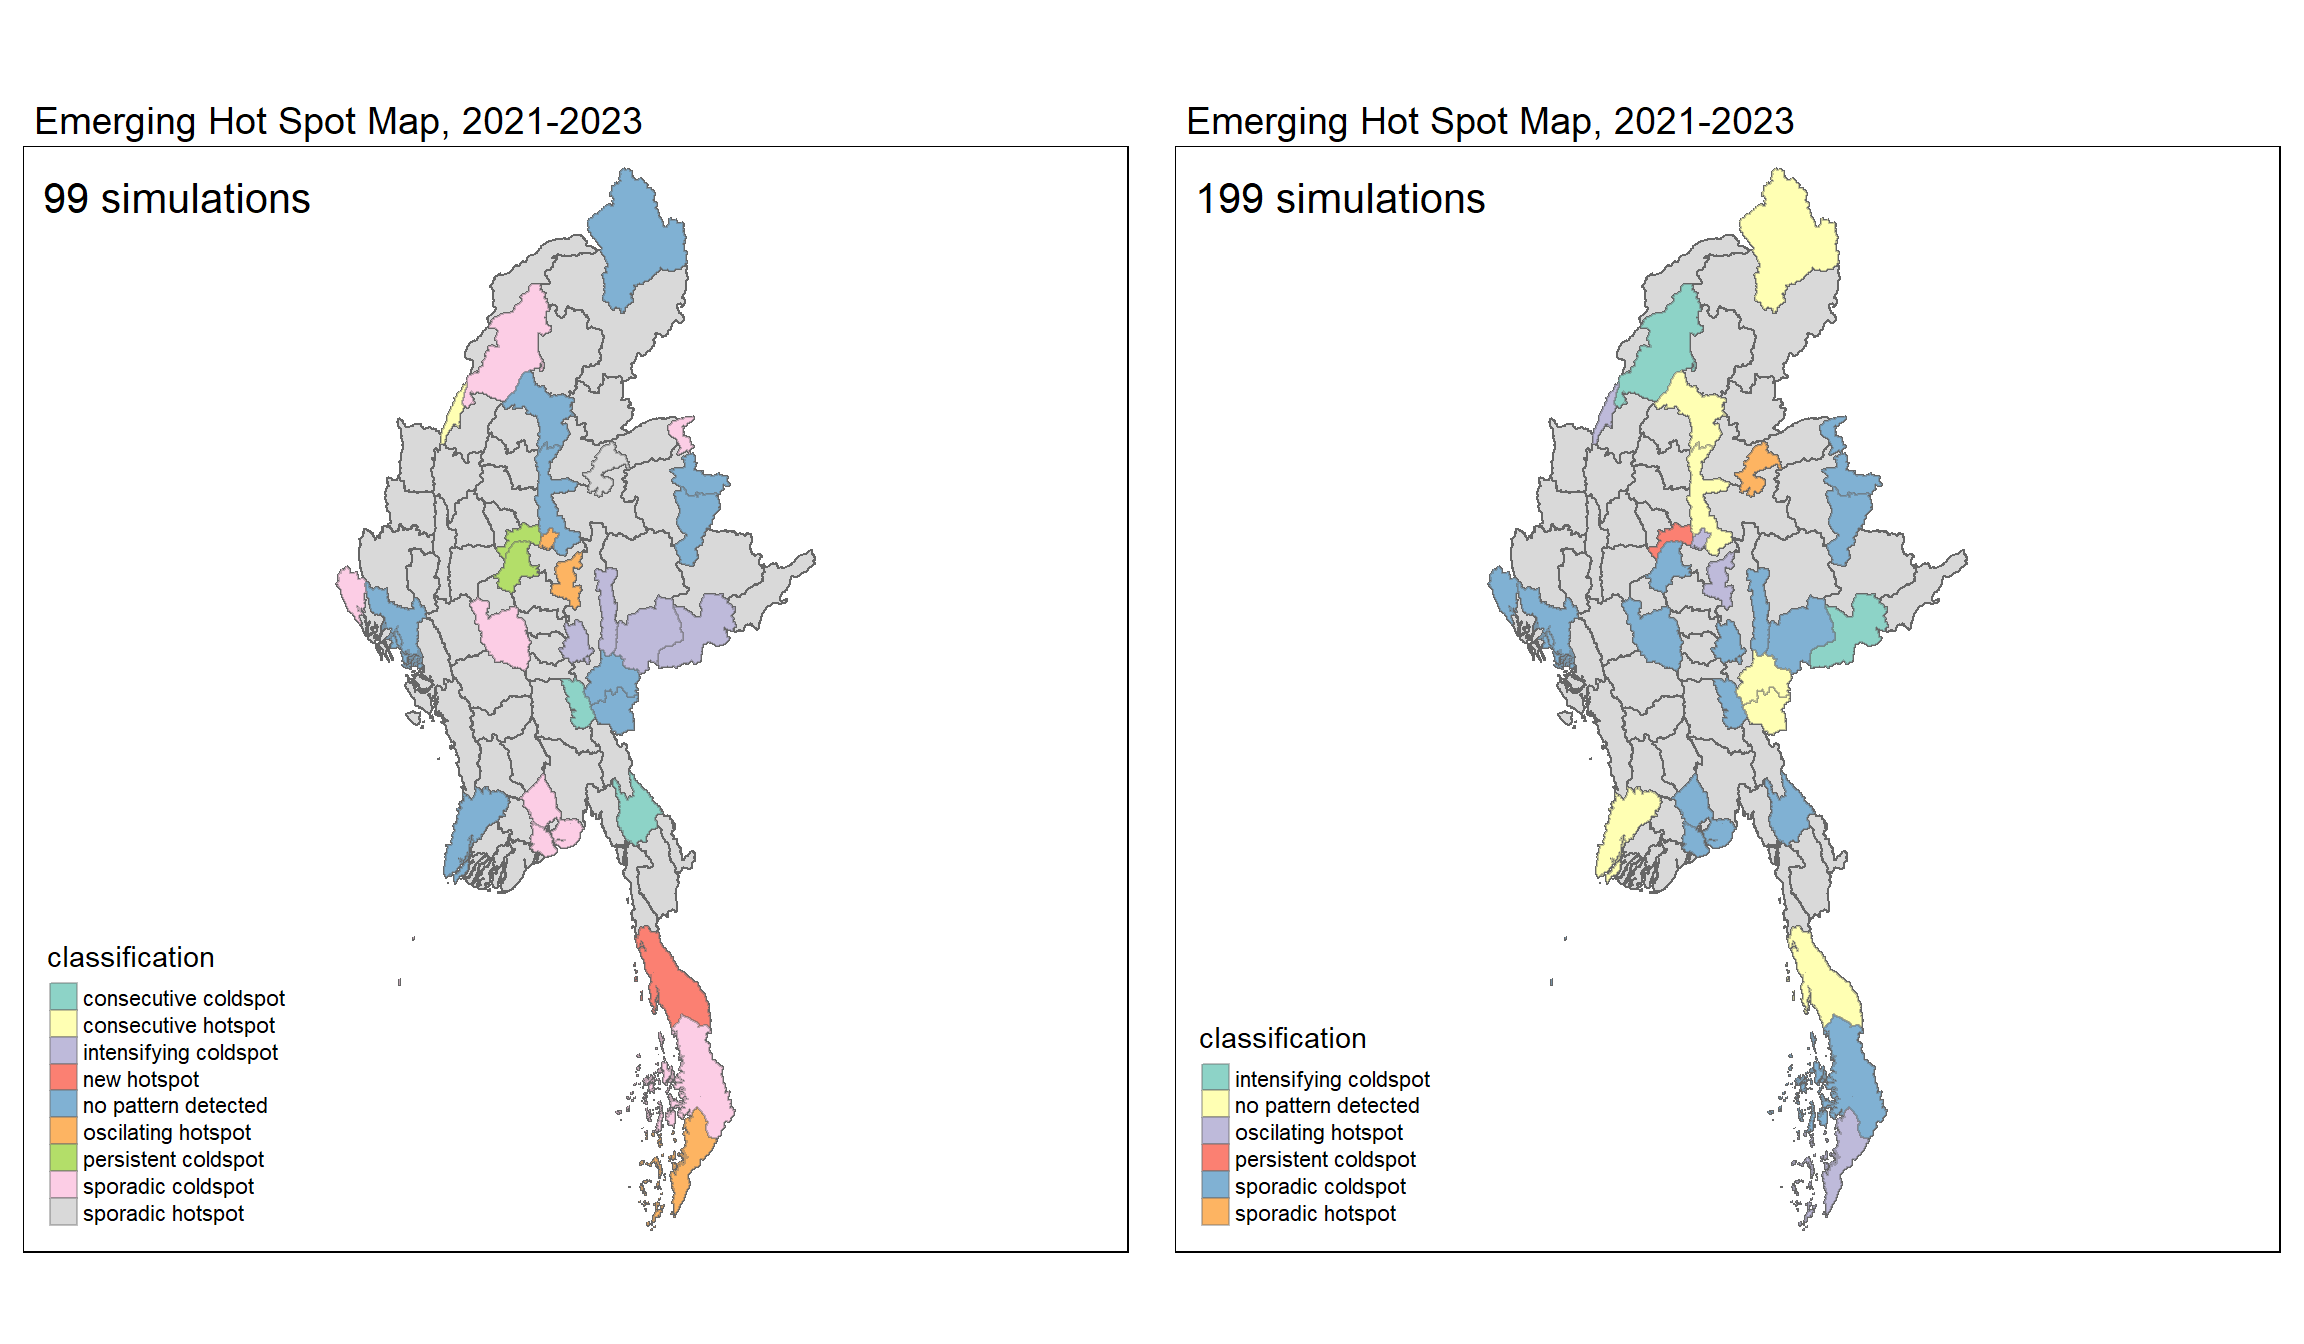 Emerging Hot Spot Map, 2021-2023
99 simulations
classification
consecutive coldspot
consecutive hotspot
intensifying coldspot
new hotspot
no pattern detected
oscilating hotspot
persistent coldspot
sporadic coldspot
sporadic hotspot
Emerging Hot Spot Map, 2021-2023
199 simulations
classification
intensifying coldspot
no pattern detected
oscilating hotspot
persistent coldspot
sporadic coldspot
sporadic hotspot